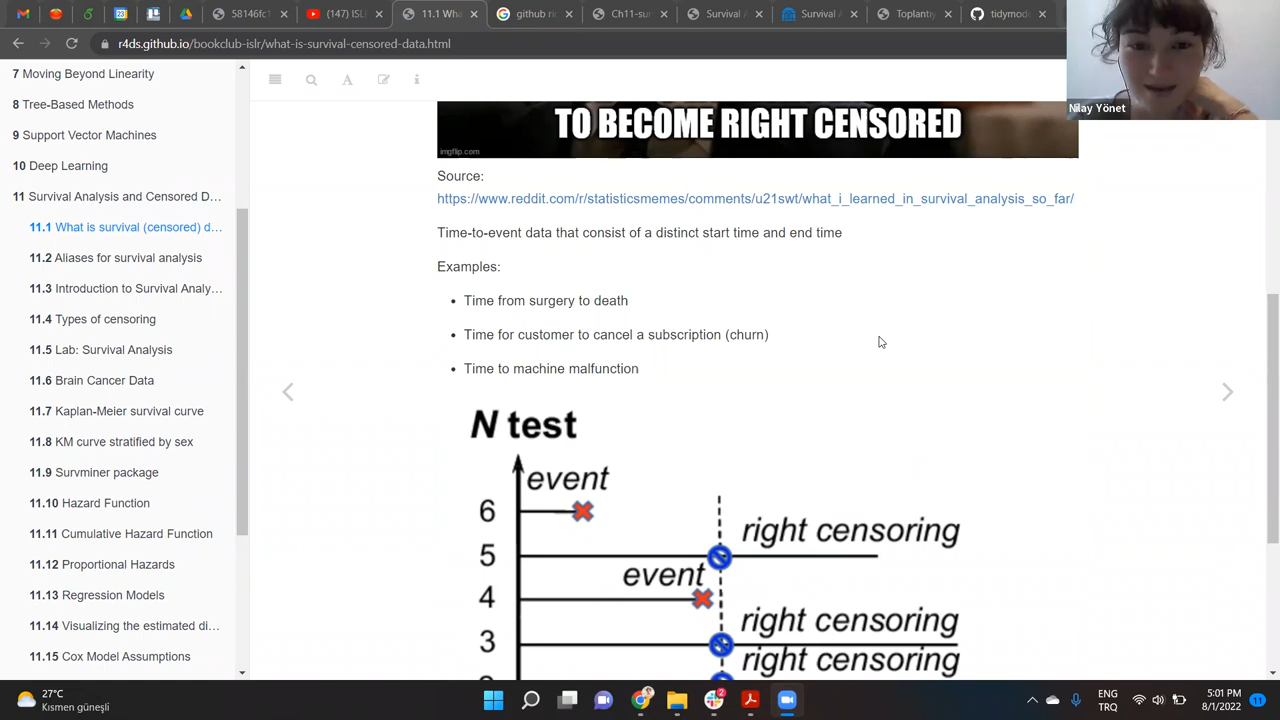 58146fc1
(147) ISL
11.1 Wha
github ri
Ch11-sur
Survival
Survival A
Toplantıy
tidymode
r4ds.github.io/bookclub-islr/what-is-survival-censored-data.html
Nilay Yönet
7 Moving Beyond Linearity
8 Tree-Based Methods
9 Support Vector Machines
10 Deep Learning
11 Survival Analysis and Censored D...
11.1 What is survival (censored) d...
11.2 Aliases for survival analysis
11.3 Introduction to Survival Analy...
11.4 Types of censoring
11.5 Lab: Survival Analysis
11.6 Brain Cancer Data
11.7 Kaplan-Meier survival curve
11.8 KM curve stratified by sex
11.9 Survminer package
11.10 Hazard Function
11.11 Cumulative Hazard Function
11.12 Proportional Hazards
11.13 Regression Models
11.14 Visualizing the estimated di...
11.15 Cox Model Assumptions
TO BECOME RIGHT CENSORED
imgflip.com
Source:
https://www.reddit.com/r/statisticsmemes/comments/u21swt/what_i_learned_in_survival_analysis_so_far/
Time-to-event data that consist of a distinct start time and end time
Examples:
• Time from surgery to death
• Time for customer to cancel a subscription (churn)
• Time to machine malfunction
N test
event
6
right censoring
5
event
4
right censoring
3
right censoring
27°C
Kısmen güneşli
2
ENG
TRQ
5:01 PM
8/1/2022
11